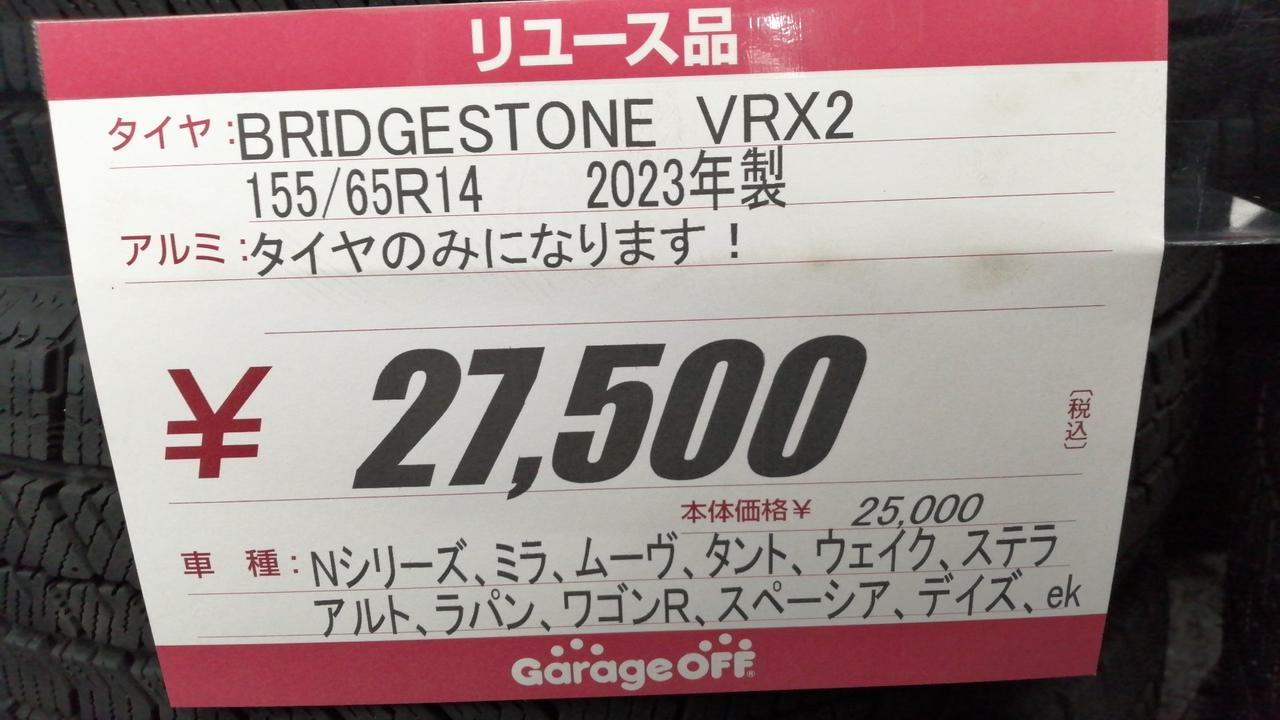 リユース品
タイヤ:BRIDGESTONE VRX2
155/65R14 2023年製
アルミ:タイヤのみになります!
¥ 27,500 〔税込〕
本体価格¥ 25,000
車 種:Nシリーズ、ミラ、ムーヴ、タント、ウェイク、ステラ
アルト、ラパン、ワゴンR、スペーシア、デイズ、ek
GarageOFF®